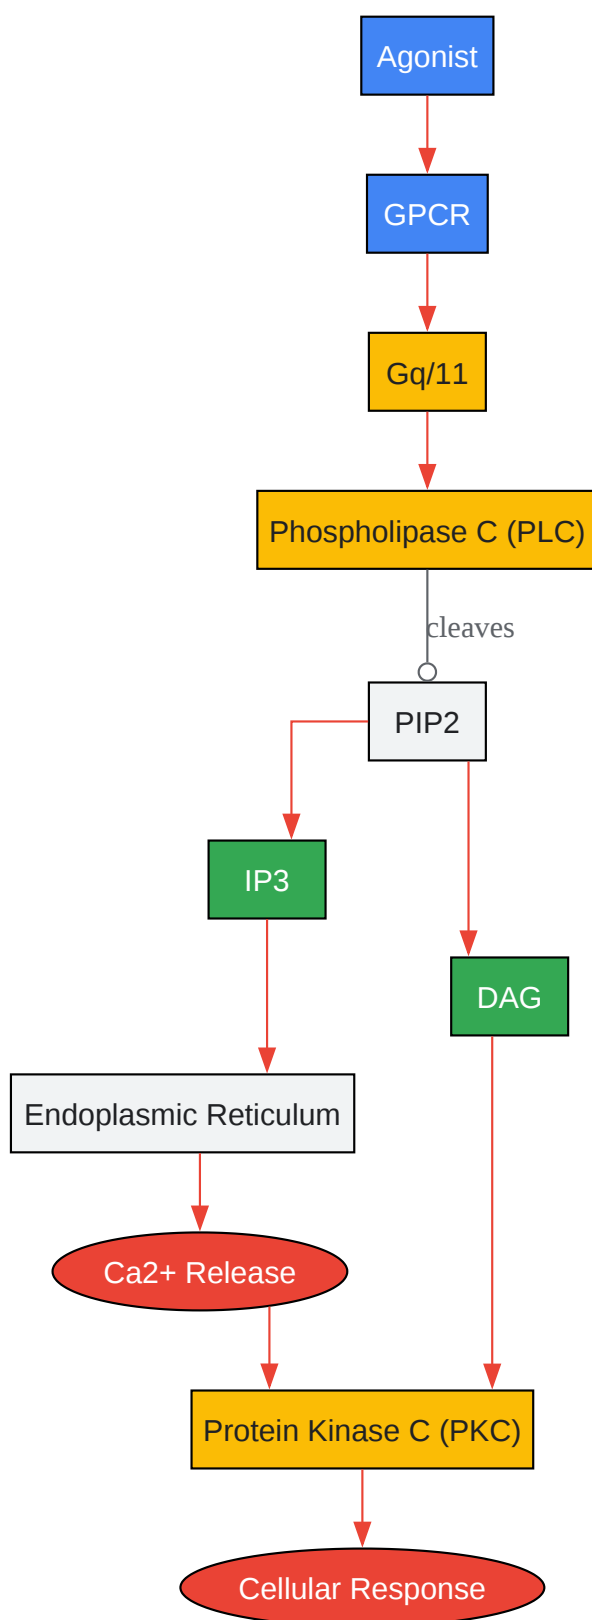 Agonist
GPCR
Gq/11
Phospholipase C (PLC)
cleaves
PIP2
IP3
DAG
Endoplasmic Reticulum
Ca2+ Release
Protein Kinase C (PKC)
Cellular Response